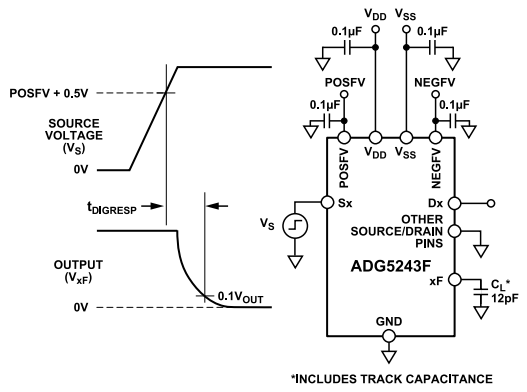 POSFV + 0.5V
SOURCE
VOLTAGE
(VS)
0V
tDIGRESP
OUTPUT
(VxF)
0V
0.1VOUT
VDD
VSS
0.1µF
0.1µF
POSFV
NEGFV
0.1µF
0.1µF
POSFV
VDD
VSS
NEGFV
VS
Sx
Dx
OTHER
SOURCE/DRAIN
PINS
ADG5243F
xF
CL*
12pF
GND
*INCLUDES TRACK CAPACITANCE